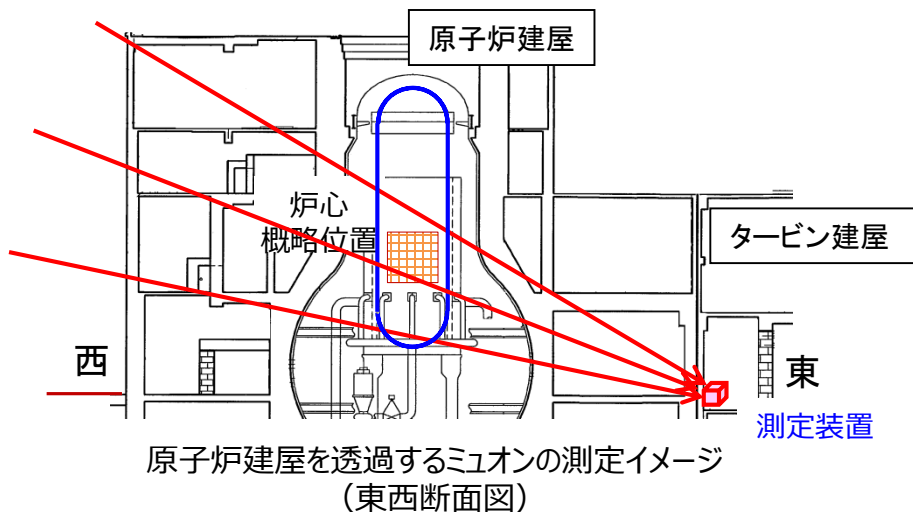 原子炉建屋
炉心
概略位置
タービン建屋
西
東
測定装置
原子炉建屋を透過するミュオンの測定イメージ
（東西断面図）